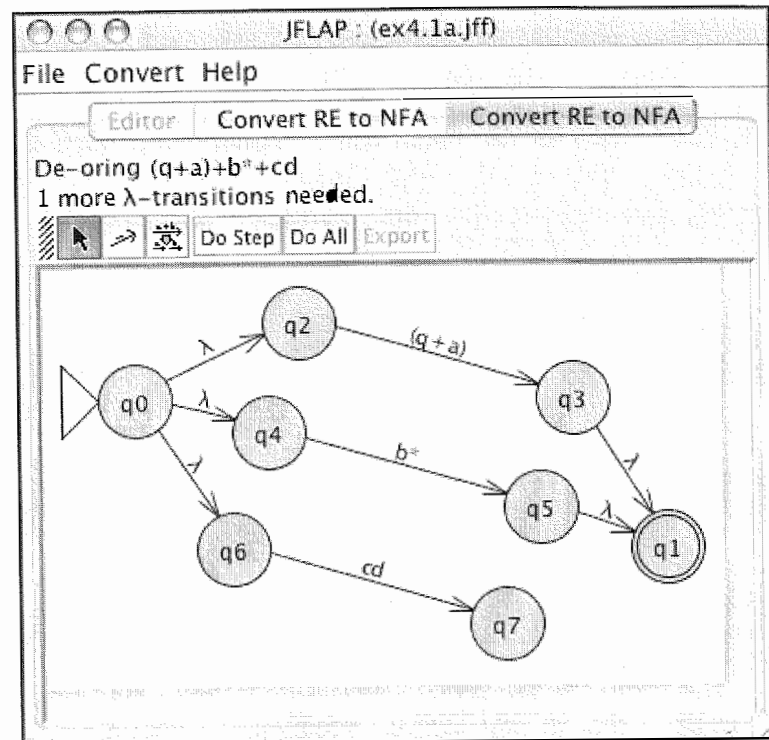 JFLAP : (ex4.1a.jff)
File Convert Help
Editor Convert RE to NFA Convert RE to NFA
De-oring (q+a)+b*+cd
1 more λ-transitions needed.
Do Step Do All Export
q2
λ
(q+a)
q0
λ
q3
q4
λ
b*
λ
q5
λ
q1
q6
cd
q7